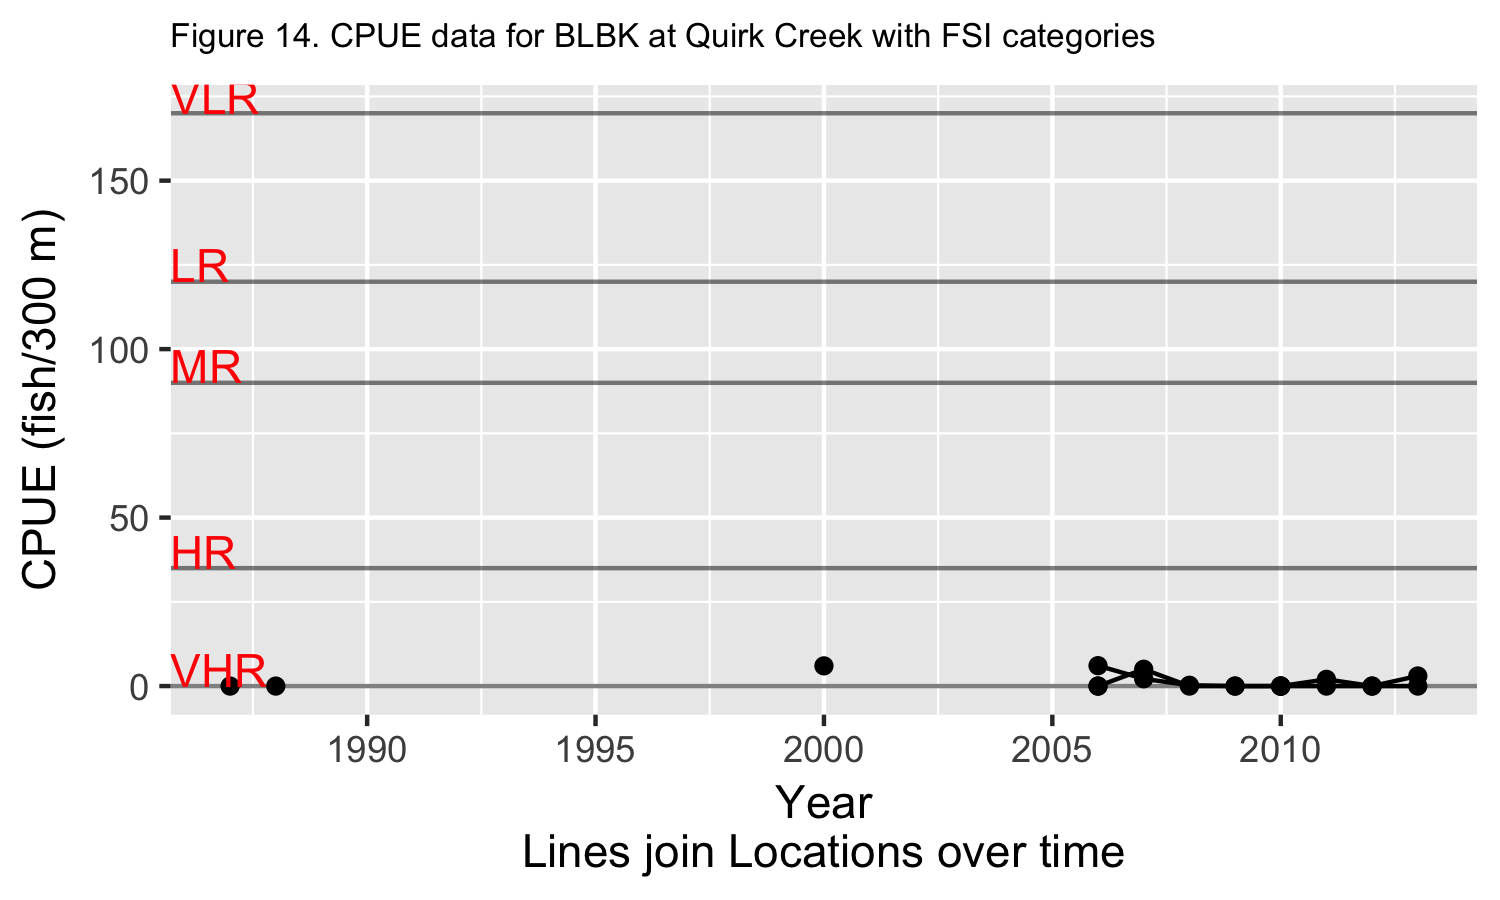 Figure 14. CPUE data for BLBK at Quirk Creek with FSI categories
VLR
150
LR
100
MR
50
HR
VHR
0
CPUE (fish/300 m)
1990 1995 2000 2005 2010
Year
Lines join Locations over time